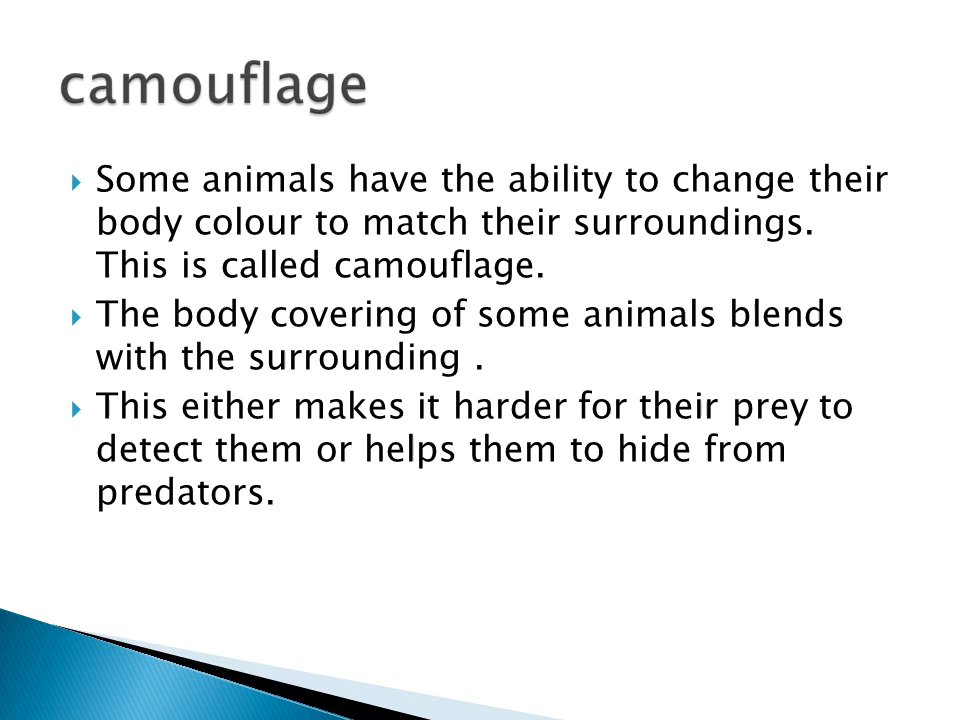 camouflage
Some animals have the ability to change their
body colour to match their surroundings.
This is called camouflage.
The body covering of some animals blends
with the surrounding .
This either makes it harder for their prey to
detect them or helps them to hide from
predators.